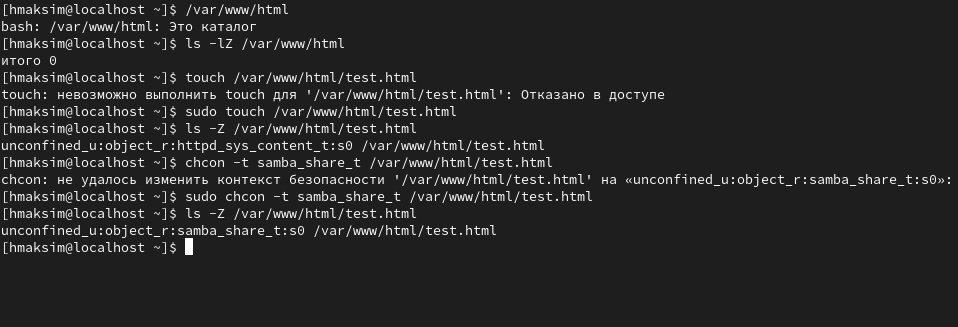 [hmaksim@localhost ~]$ /var/www/html
bash: /var/www/html: Это каталог
[hmaksim@localhost ~]$ ls -lZ /var/www/html
итого 0
[hmaksim@localhost ~]$ touch /var/www/html/test.html
touch: невозможно выполнить touch для '/var/www/html/test.html': Отказано в доступе
[hmaksim@localhost ~]$ sudo touch /var/www/html/test.html
[hmaksim@localhost ~]$ ls -Z /var/www/html/test.html
unconfined_u:object_r:httpd_sys_content_t:s0 /var/www/html/test.html
[hmaksim@localhost ~]$ chcon -t samba_share_t /var/www/html/test.html
chcon: не удалось изменить контекст безопасности '/var/www/html/test.html' на «unconfined_u:object_r:samba_share_t:s0»:
[hmaksim@localhost ~]$ sudo chcon -t samba_share_t /var/www/html/test.html
[hmaksim@localhost ~]$ ls -Z /var/www/html/test.html
unconfined_u:object_r:samba_share_t:s0 /var/www/html/test.html
[hmaksim@localhost ~]$